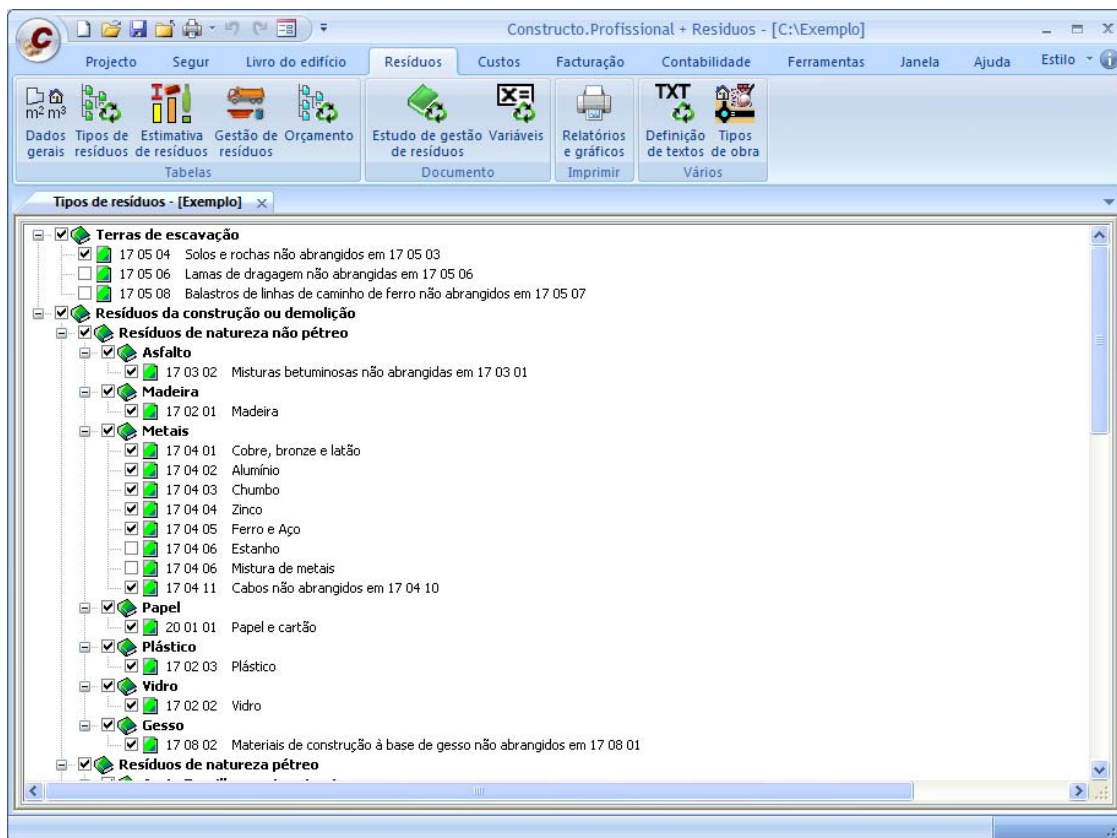 Constructo.Profissional + Residuos - [C:\Exemplo]
Projecto Segur Livro do edifício Resíduos Custos Facturação Contabilidade Ferramentas Janela Ajuda Estilo
m² m³ TXT X=
Dados gerais Tipos de resíduos Estimativa de resíduos Gestão de resíduos Orçamento Estudo de gestão de resíduos Variáveis Relatórios e gráficos Definição de textos Tipos de obra
Tabelas Documento Imprimir Vários
Tipos de resíduos - [Exemplo]
Terras de escavação
17 05 04 Solos e rochas não abrangidos em 17 05 03
17 05 06 Lamas de dragagem não abrangidas em 17 05 06
17 05 08 Balastros de linhas de caminho de ferro não abrangidos em 17 05 07
Resíduos da construção ou demolição
Resíduos de natureza não pétreo
Asfalto
17 03 02 Misturas betuminosas não abrangidas em 17 03 01
Madeira
17 02 01 Madeira
Metais
17 04 01 Cobre, bronze e latão
17 04 02 Alumínio
17 04 03 Chumbo
17 04 04 Zinco
17 04 05 Ferro e Aço
17 04 06 Estanho
17 04 06 Mistura de metais
17 04 11 Cabos não abrangidos em 17 04 10
Papel
20 01 01 Papel e cartão
Plástico
17 02 03 Plástico
Vidro
17 02 02 Vidro
Gesso
17 08 02 Materiais de construção à base de gesso não abrangidos em 17 08 01
Resíduos de natureza pétreo